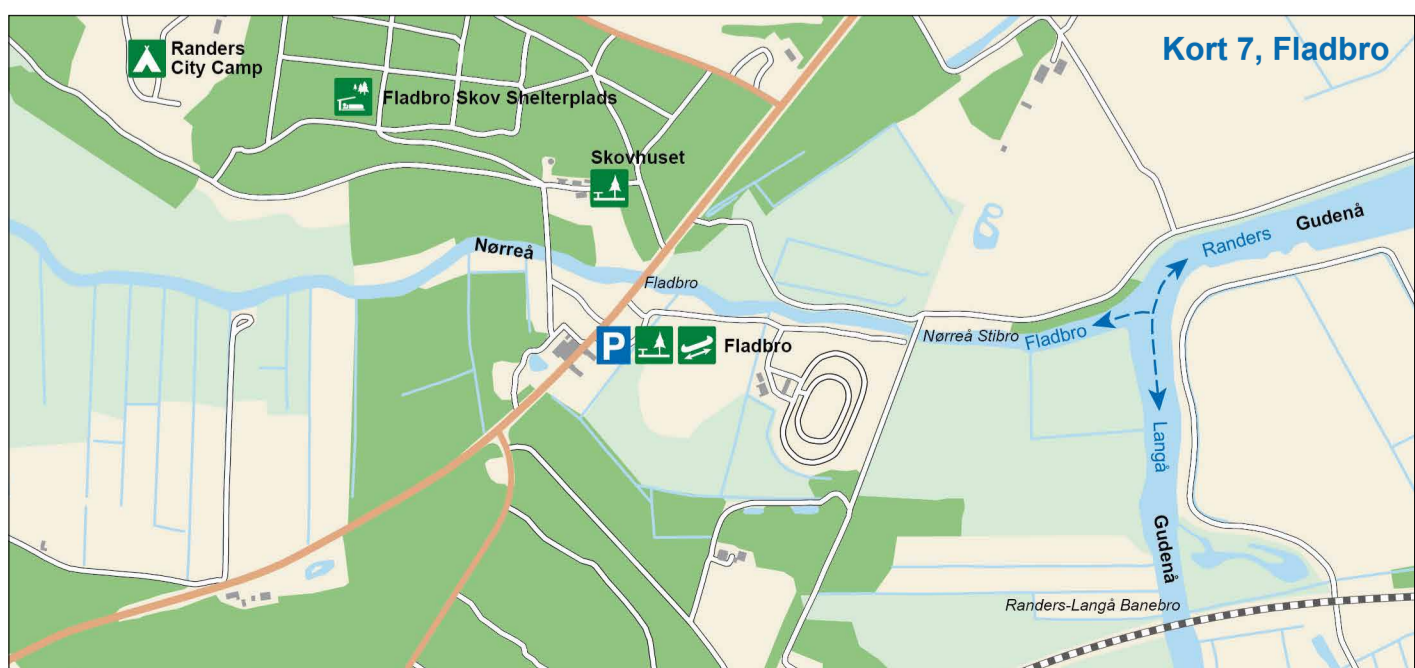 Kort 7, Fladbro
Randers
City Camp
Fladbro Skov Shelterplads
Skovhuset
Nørreå
Gudenå
Randers
Fladbro
Nørreå Stibro
Fladbro
P
Fladbro
Langå
Gudenå
Randers-Langå Banebro